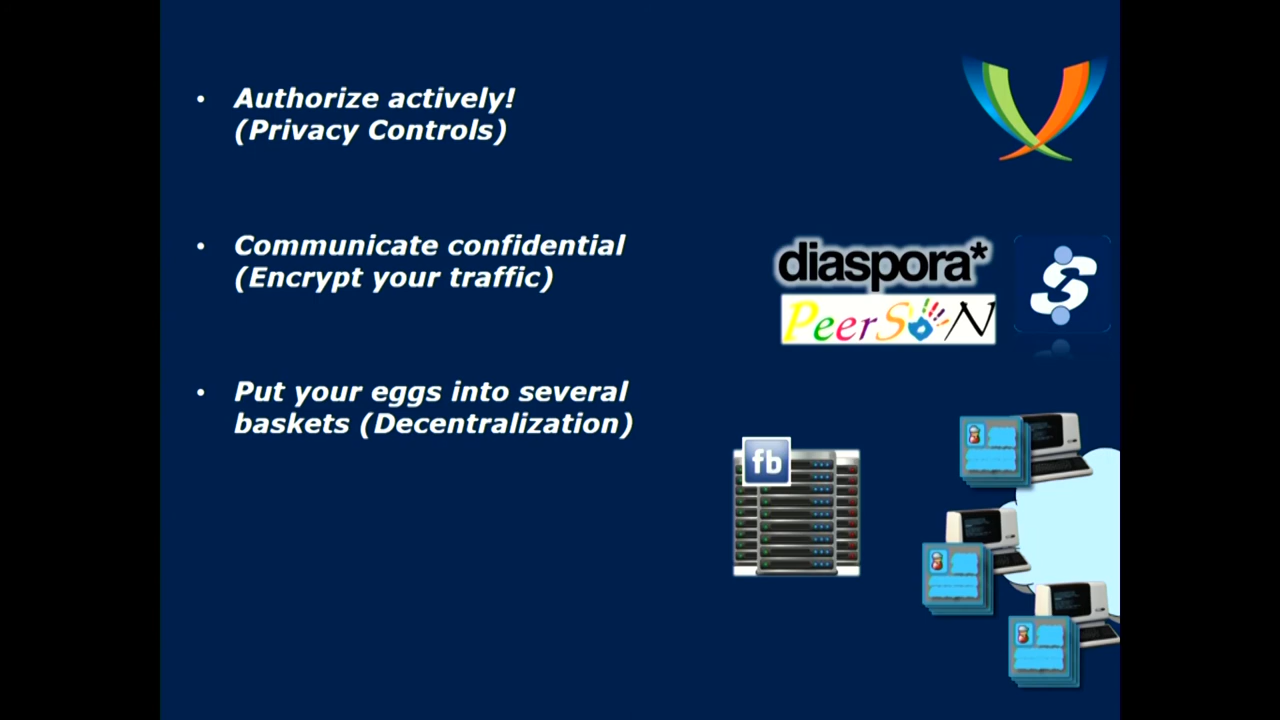 • Authorize actively!
(Privacy Controls)
• Communicate confidential
(Encrypt your traffic)
• Put your eggs into several
baskets (Decentralization)
diaspora*
PeerSoN
S
fb